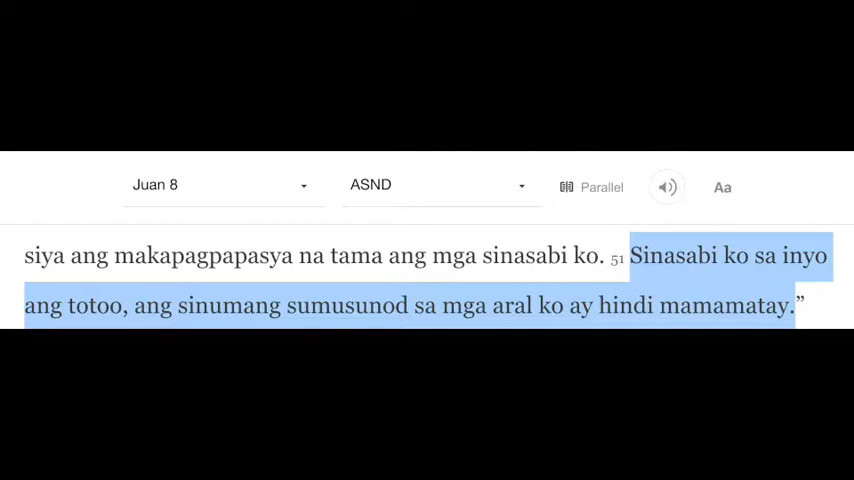 Juan 8 ASND Parallel Aa
siya ang makapagpapasya na tama ang mga sinasabi ko. 51 Sinasabi ko sa inyo
ang totoo, ang sinumang sumusunod sa mga aral ko ay hindi mamamatay.”